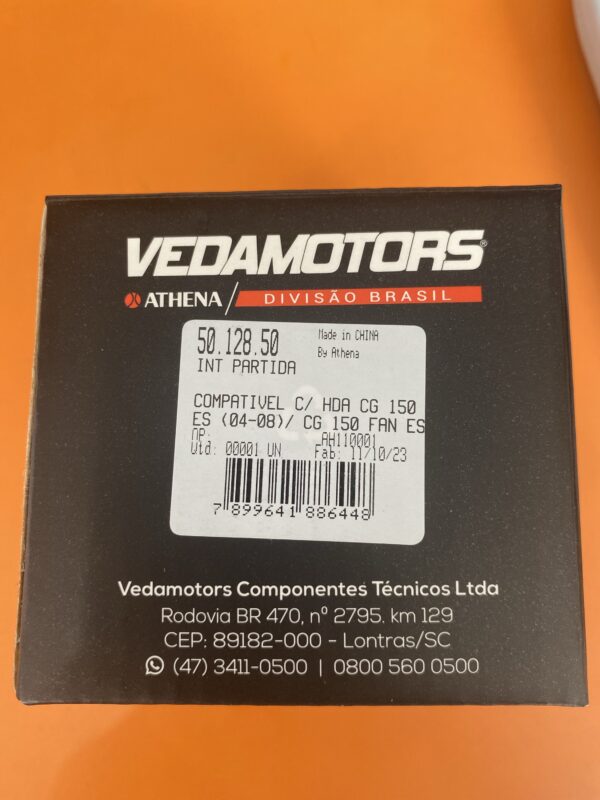 VEDAMOTORS®
ATHENA / DIVISÃO BRASIL
50.128.50
Made in CHINA
INT PARTIDA
By Athena
COMPATIVEL C/ HDA CG 150
ES (04-08)/ CG 150 FAN ES
OP: AH110001
Qtd: 00001 UN Fab: 11/10/23
7 899641 886448
Vedamotors Componentes Técnicos Ltda
Rodovia BR 470, nº 2795. km 129
CEP: 89182-000 - Lontras/SC
(47) 3411-0500 | 0800 560 0500